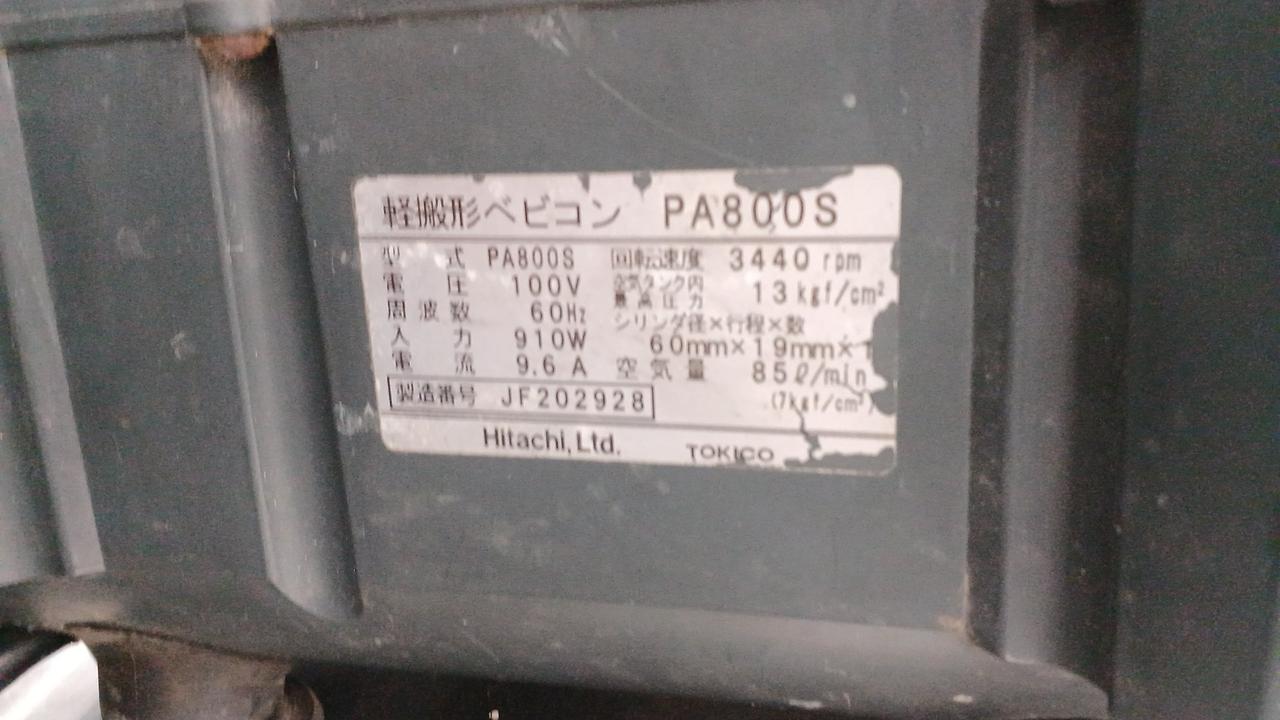 軽搬形ベビコン PA800S
型式 PA800S 回転速度 3440 rpm
電圧 100V 空気タンク内最高圧力 13 kgf/cm²
周波数 60Hz シリンダ径×行程×数
入力 910W 60mm×19mm×1
電流 9.6 A 空気量 85ℓ/min
製造番号 JF202928 (7kgf/cm²)
Hitachi, Ltd. TOKICO